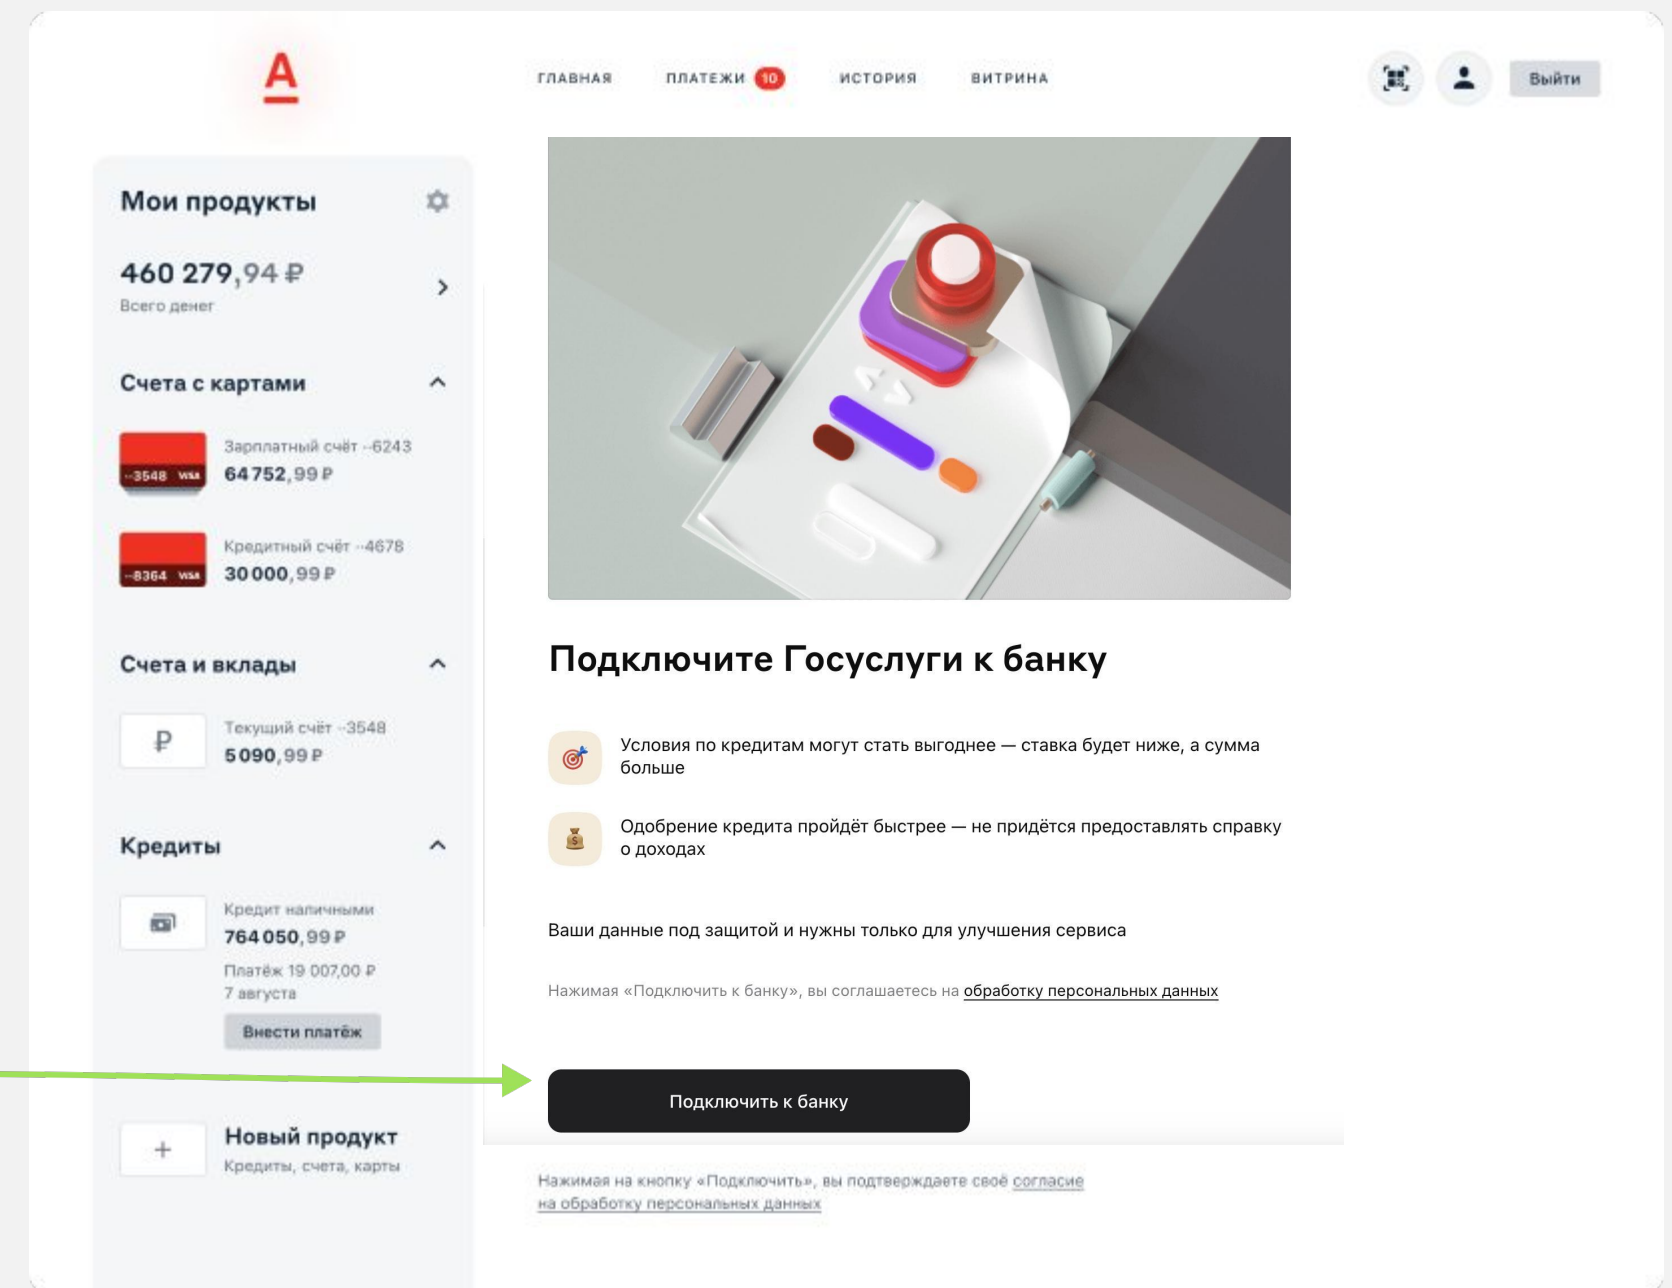 А
ГЛАВНАЯ
ПЛАТЕЖИ 10
ИСТОРИЯ
ВИТРИНА
Выйти
Мои продукты
460 279,94 ₽
Всего денег
Счета с картами
Зарплатный счёт ··6243
··3548 VISA
64 752,99 ₽
Кредитный счёт ··4678
··8364 VISA
30 000,99 ₽
Счета и вклады
Текущий счёт ··3548
₽
5 090,99 ₽
Кредиты
Кредит наличными
764 050,99 ₽
Платёж 19 007,00 ₽
7 августа
Внести платёж
Новый продукт
Кредиты, счета, карты
Подключите Госуслуги к банку
Условия по кредитам могут стать выгоднее — ставка будет ниже, а сумма
больше
Одобрение кредита пройдёт быстрее — не придётся предоставлять справку
о доходах
Ваши данные под защитой и нужны только для улучшения сервиса
Нажимая «Подключить к банку», вы соглашаетесь на обработку персональных данных
Подключить к банку
Нажимая на кнопку «Подключить», вы подтверждаете своё согласие
на обработку персональных данных